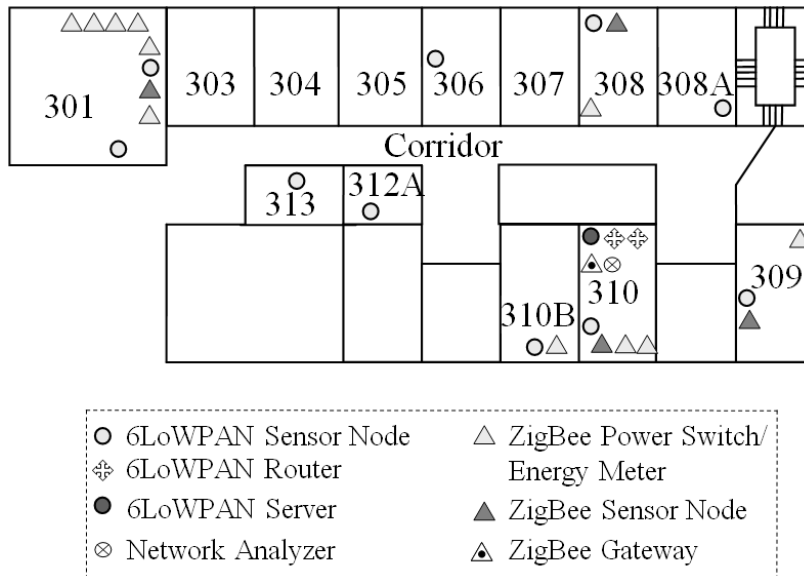 301
303
304
305
306
307
308
308A
Corridor
313
312A
310B
310
309
6LoWPAN Sensor Node
6LoWPAN Router
6LoWPAN Server
Network Analyzer
ZigBee Power Switch/
Energy Meter
ZigBee Sensor Node
ZigBee Gateway